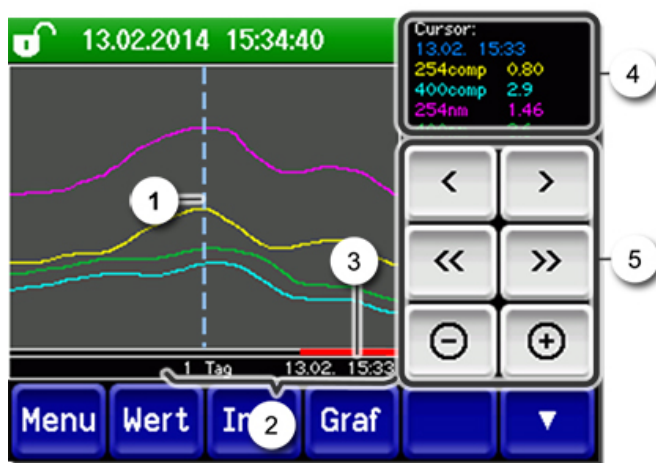 13.02.2014 15:34:40
Cursor:
13.02. 15:33
254comp 0.80
400comp 2.9
254nm 1.46
4
1
3
< >
<< >>
5
- +
1 Tag 13.02. 15:33
Menu Wert In Graf ▼
2